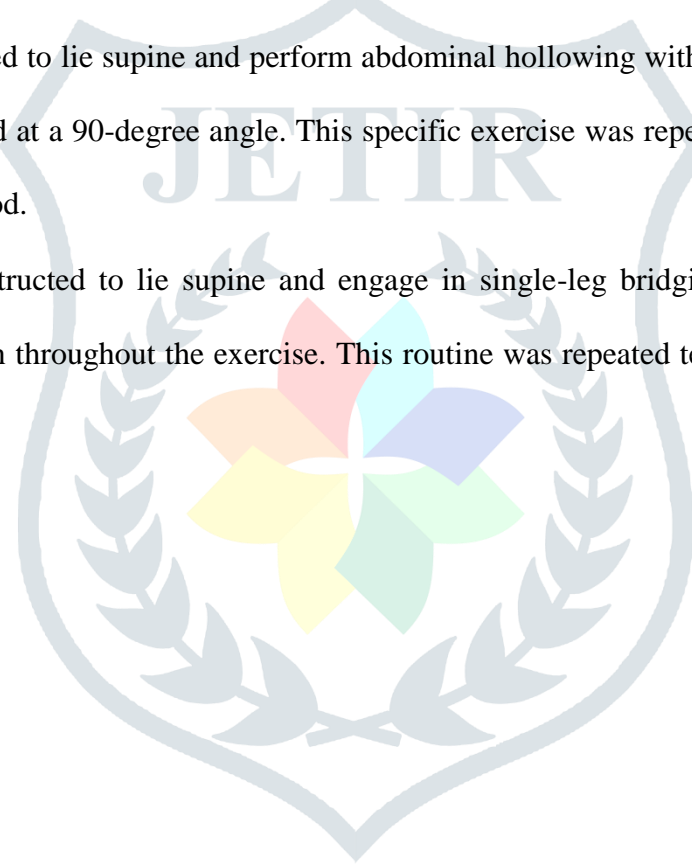 ed to lie supine and perform abdominal hollowing with
d at a 90-degree angle. This specific exercise was repe
JETIR
od.
tructed to lie supine and engage in single-leg bridgi
n throughout the exercise. This routine was repeated te